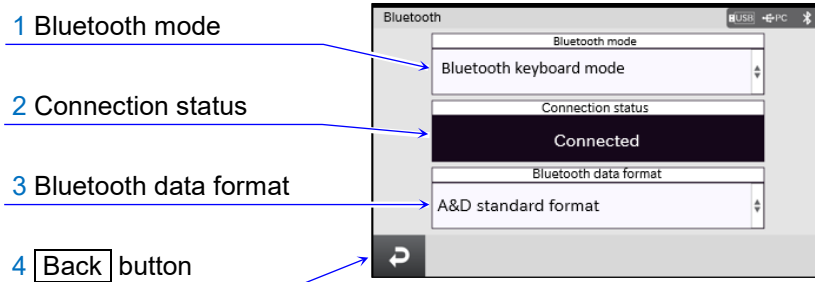 1 Bluetooth mode
2 Connection status
3 Bluetooth data format
4 Back button
Bluetooth
USB PC
Bluetooth mode
Bluetooth keyboard mode
Connection status
Connected
Bluetooth data format
A&D standard format